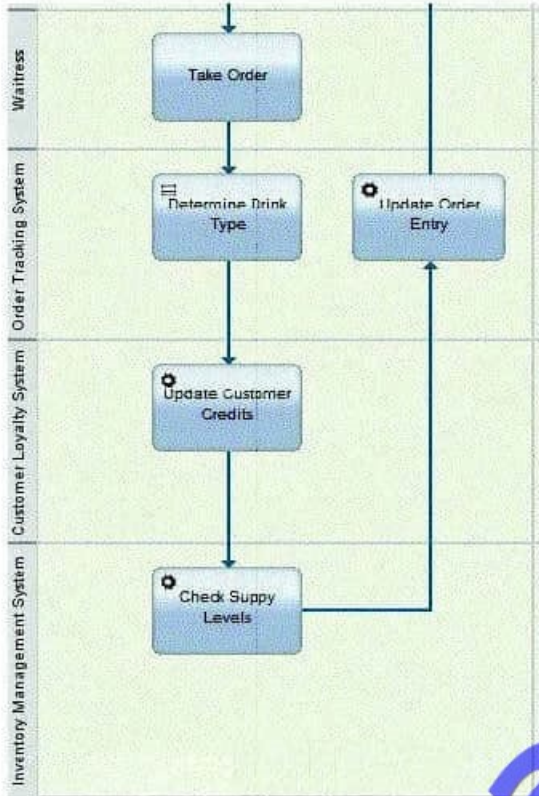 Waitress
Take Order
Order Tracking System
Determine Drink
Type
Update Order
Entry
Customer Loyalty System
Update Customer
Credits
Inventory Management System
Check Suppy
Levels